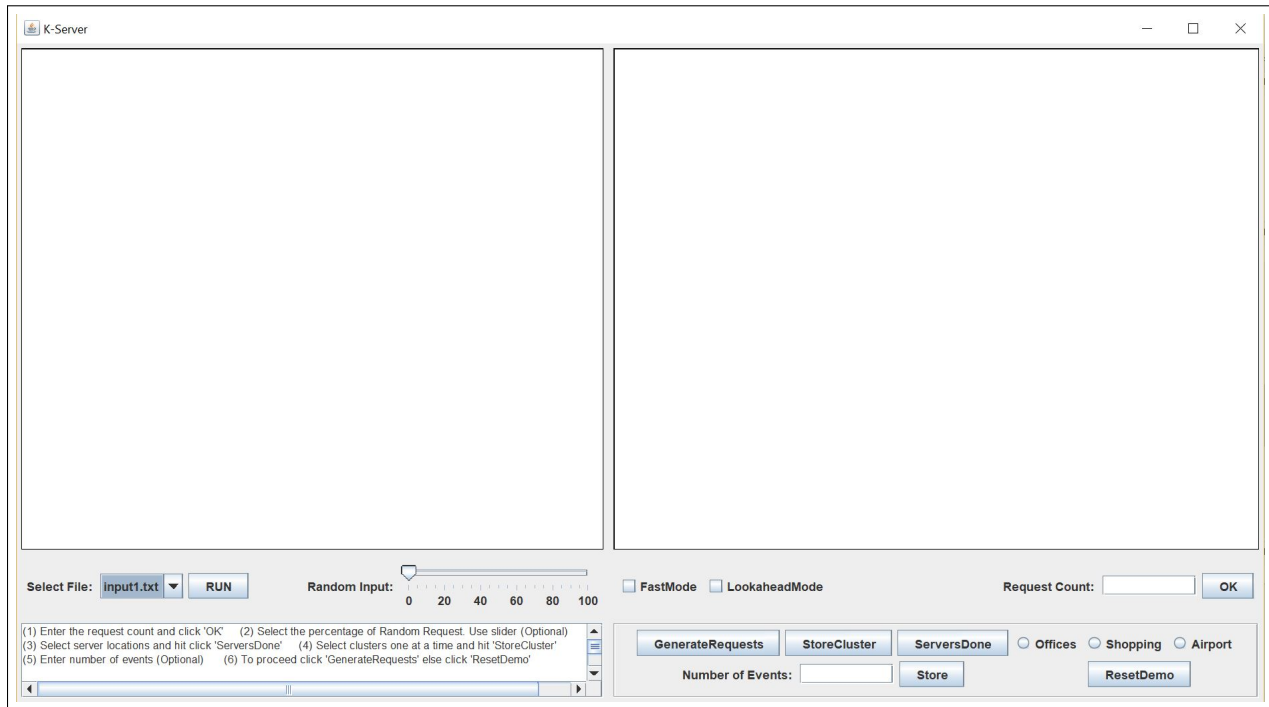 K-Server
Select File: input1.txt RUN Random Input: 0 20 40 60 80 100 FastMode LookaheadMode Request Count: OK
(1) Enter the request count and click 'OK' (2) Select the percentage of Random Request. Use slider (Optional)
(3) Select server locations and hit click 'ServersDone' (4) Select clusters one at a time and hit 'StoreCluster'
(5) Enter number of events (Optional) (6) To proceed click 'GenerateRequests' else click 'ResetDemo'
GenerateRequests StoreCluster ServersDone Offices Shopping Airport
Number of Events: Store ResetDemo